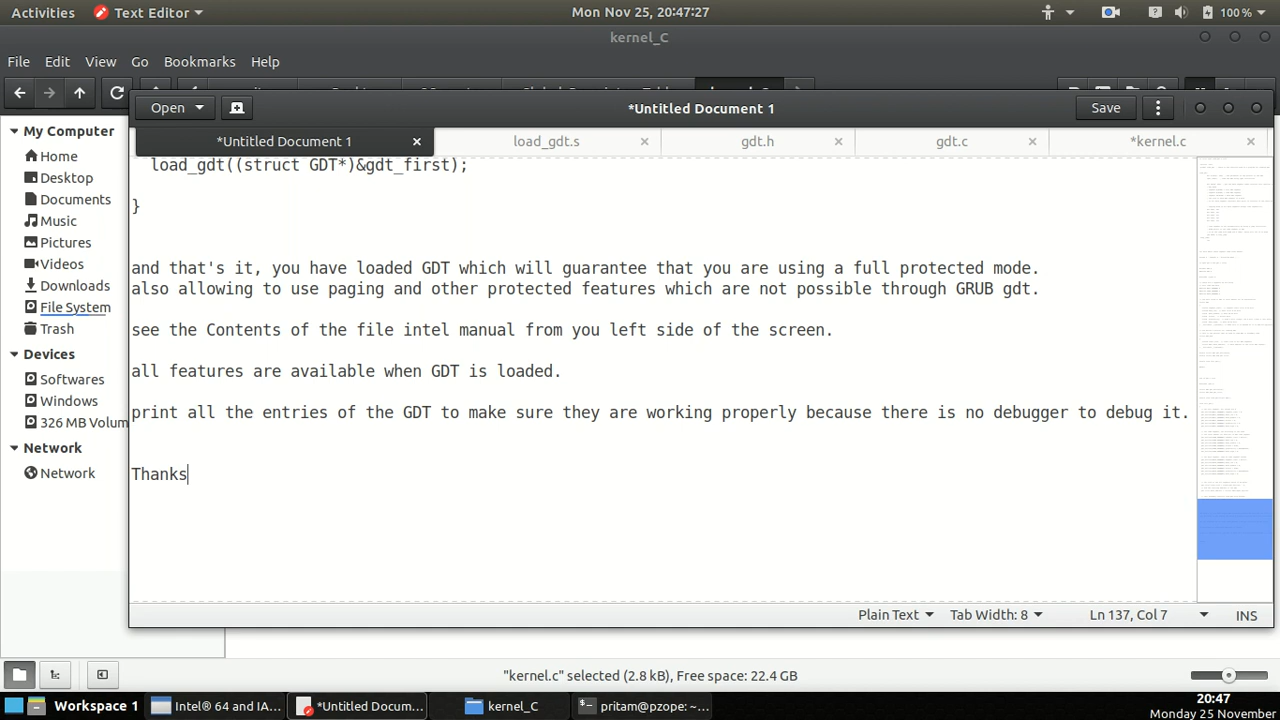 Activities Text Editor Mon Nov 25, 20:47:27 100 %
kernel_C
File Edit View Go Bookmarks Help
Open *Untitled Document 1 Save
*Untitled Document 1 load_gdt.s gdt.h gdt.c *kernel.c
My Computer
Home
Desktop
Documents
Music
Pictures
Videos
Downloads
File System
Trash
Devices
Softwares
Windows
320 MB Volum
Network
Network
load_gdt((struct GDT*)&gdt_first);
}
and that's it, you have loaded GDT which will guarantee that you are using a full protected mode.
also allowing to use Paging and other protected features which are not possible through GRUB gdt.
see the Contents of the file intel manual from you left side of the screen.
all features are availble when GDT is loaded.
print all the entries of the GDT to make sure they are working properly because there is no debugger to debug it.
Thanks
Plain Text Tab Width: 8 Ln 137, Col 7 INS
"kernel.c" selected (2.8 kB), Free space: 22.4 GB
Workspace 1 Intel® 64 and IA... *Untitled Docum... kernel_C pritam@pzope: ~... 20:47
Monday 25 November